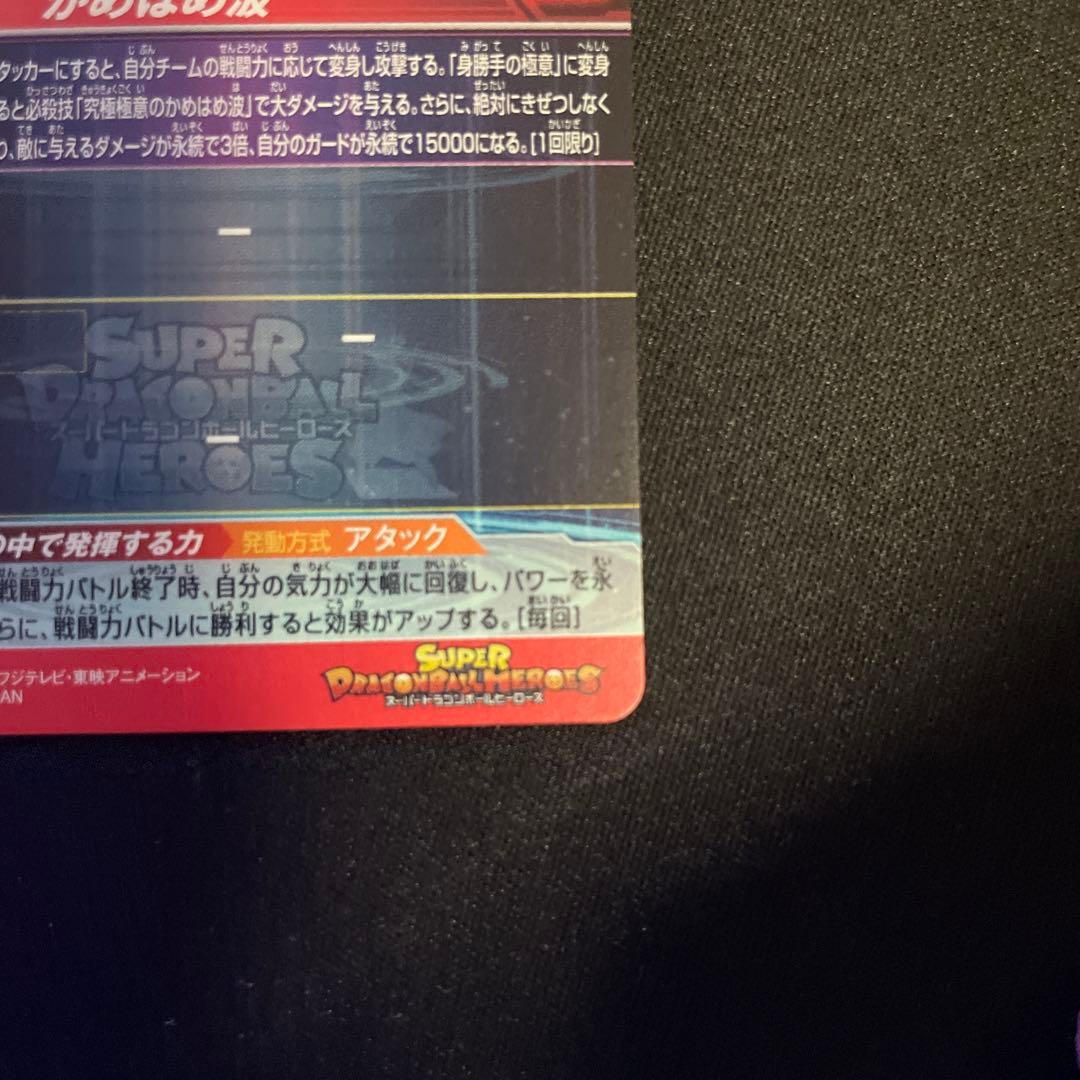 かめはめ波
タッカーにすると、自分チームの戦闘力に応じて変身し攻撃する。「身勝手の極意」に変身
ると必殺技「究極極意のかめはめ波」で大ダメージを与える。さらに、絶対にきぜつしなく
り、敵に与えるダメージが永続で3倍、自分のガードが永続で15000になる。[1回限り]
SUPER
DRAGONBALL
スーパードラゴンボールヒーローズ
HEROES
の中で発揮する力 発動方式 アタック
戦闘力バトル終了時、自分の気力が大幅に回復し、パワーを永
らに、戦闘力バトルに勝利すると効果がアップする。[毎回]
フジテレビ・東映アニメーション
AN
SUPER
DRAGONBALL HEROES
スーパードラゴンボールヒーローズ